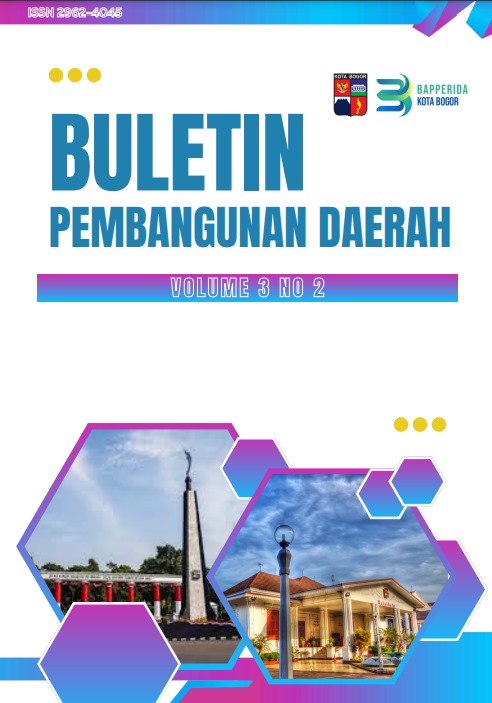 ISSN 2962-4045
KOTA BOGOR
BAPPERIDA
KOTA BOGOR
BULETIN
PEMBANGUNAN DAERAH
VOLUME 3 NO 2